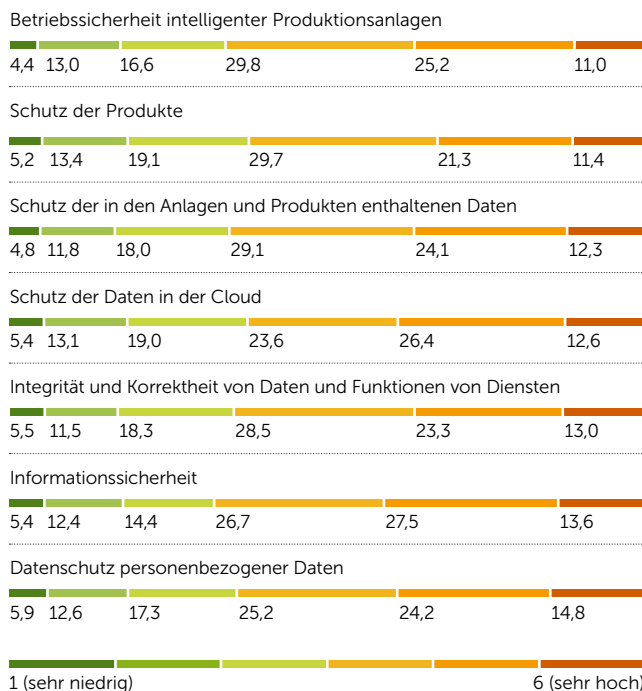 Betriebssicherheit intelligenter Produktionsanlagen
4,4 13,0 16,6 29,8 25,2 11,0
Schutz der Produkte
5,2 13,4 19,1 29,7 21,3 11,4
Schutz der in den Anlagen und Produkten enthaltenen Daten
4,8 11,8 18,0 29,1 24,1 12,3
Schutz der Daten in der Cloud
5,4 13,1 19,0 23,6 26,4 12,6
Integrität und Korrektheit von Daten und Funktionen von Diensten
5,5 11,5 18,3 28,5 23,3 13,0
Informationssicherheit
5,4 12,4 14,4 26,7 27,5 13,6
Datenschutz personenbezogener Daten
5,9 12,6 17,3 25,2 24,2 14,8
1 (sehr niedrig) 6 (sehr hoch)